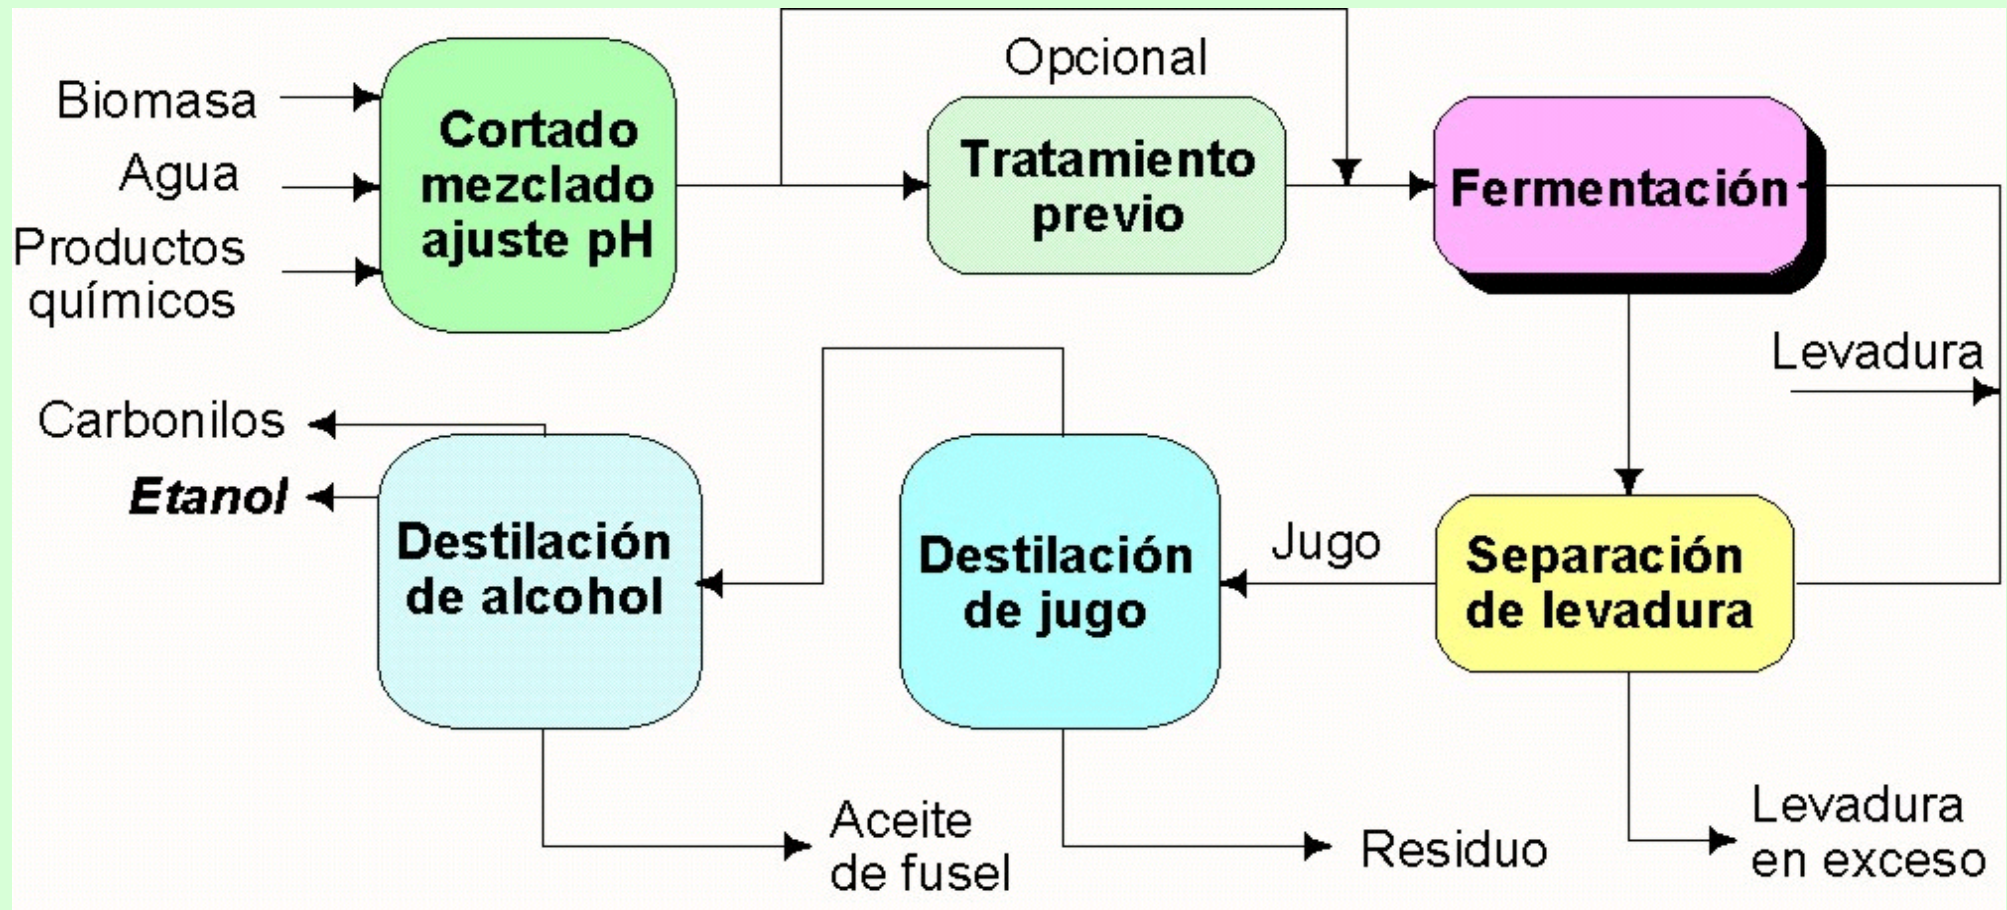 Opcional
Biomasa
Agua
Productos
químicos
Cortado
mezclado
ajuste pH
Tratamiento
previo
Fermentación
Levadura
Carbonilos
Etanol
Destilación
de alcohol
Destilación
de jugo
Jugo
Separación
de levadura
Aceite
de fusel
Residuo
Levadura
en exceso